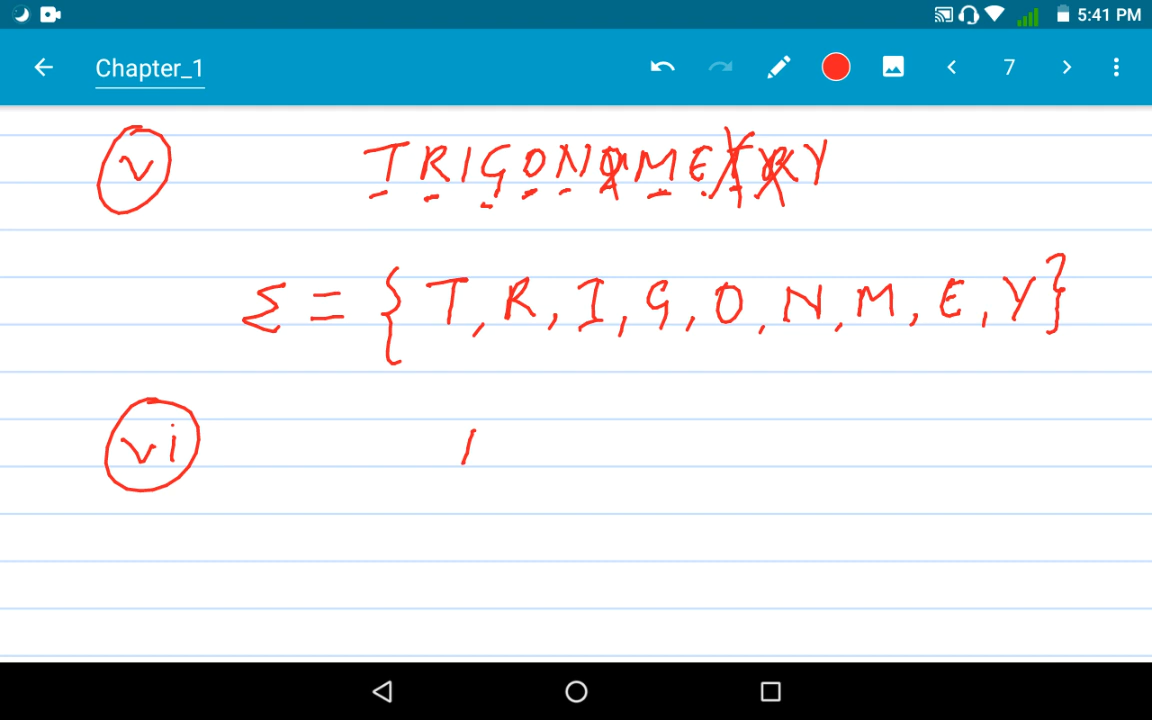 5:41 PM
Chapter_1
7
v TRIGONOMETRY
Σ = { T, R, I, G, O, N, M, E, Y }
vi